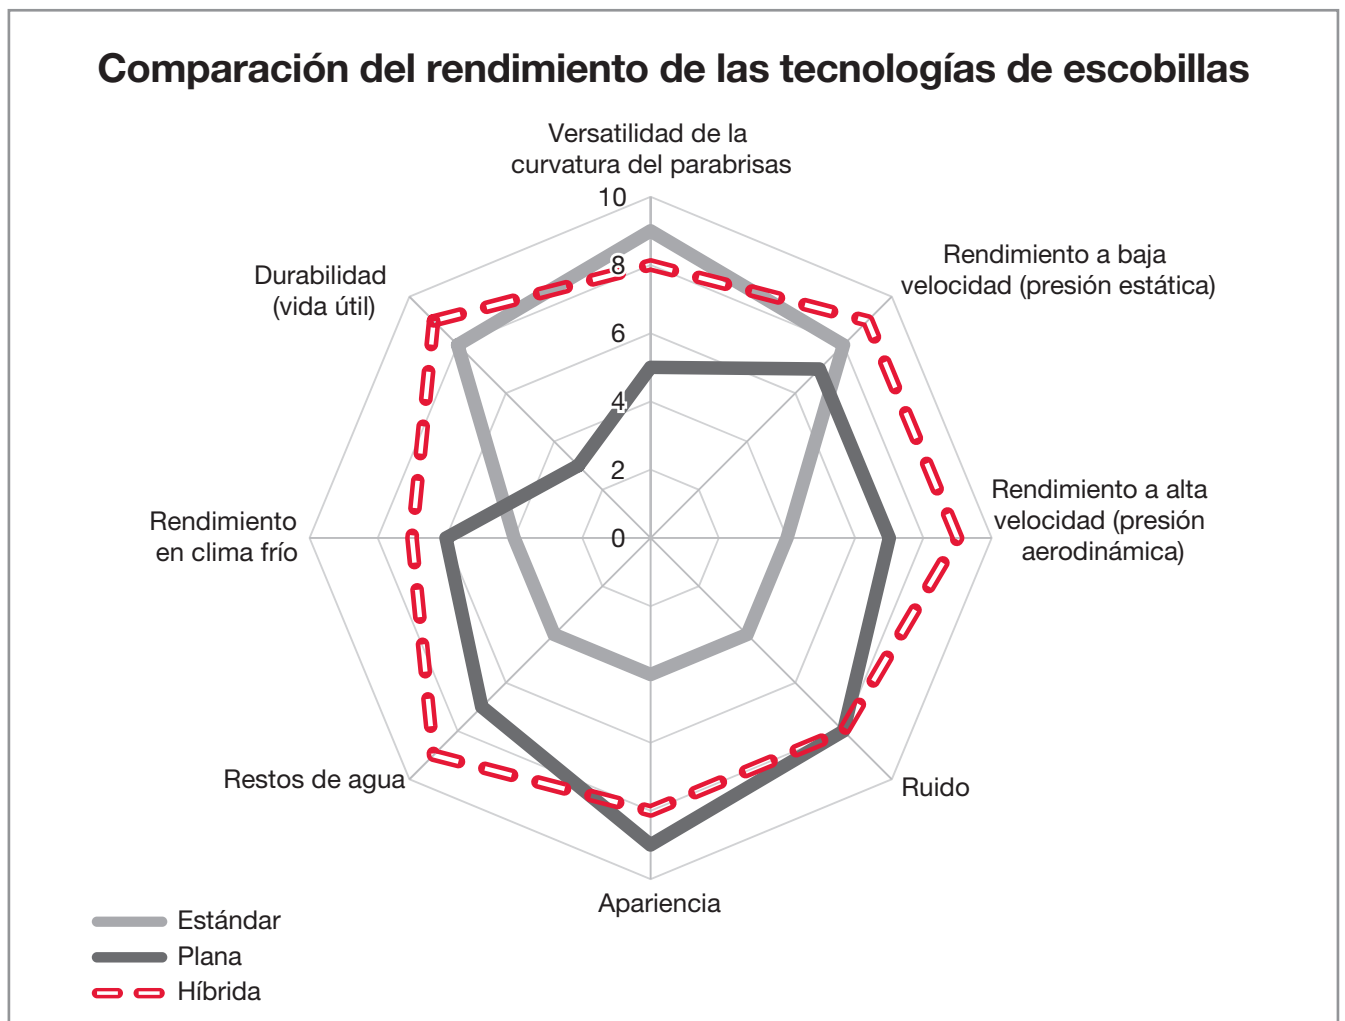 Comparación del rendimiento de las tecnologías de escobillas
Versatilidad de la
curvatura del parabrisas
10
8
6
4
2
0
Rendimiento a baja
velocidad (presión estática)
Rendimiento a alta
velocidad (presión
aerodinámica)
Ruido
Apariencia
Restos de agua
Rendimiento
en clima frío
Durabilidad
(vida útil)
Estándar
Plana
Híbrida